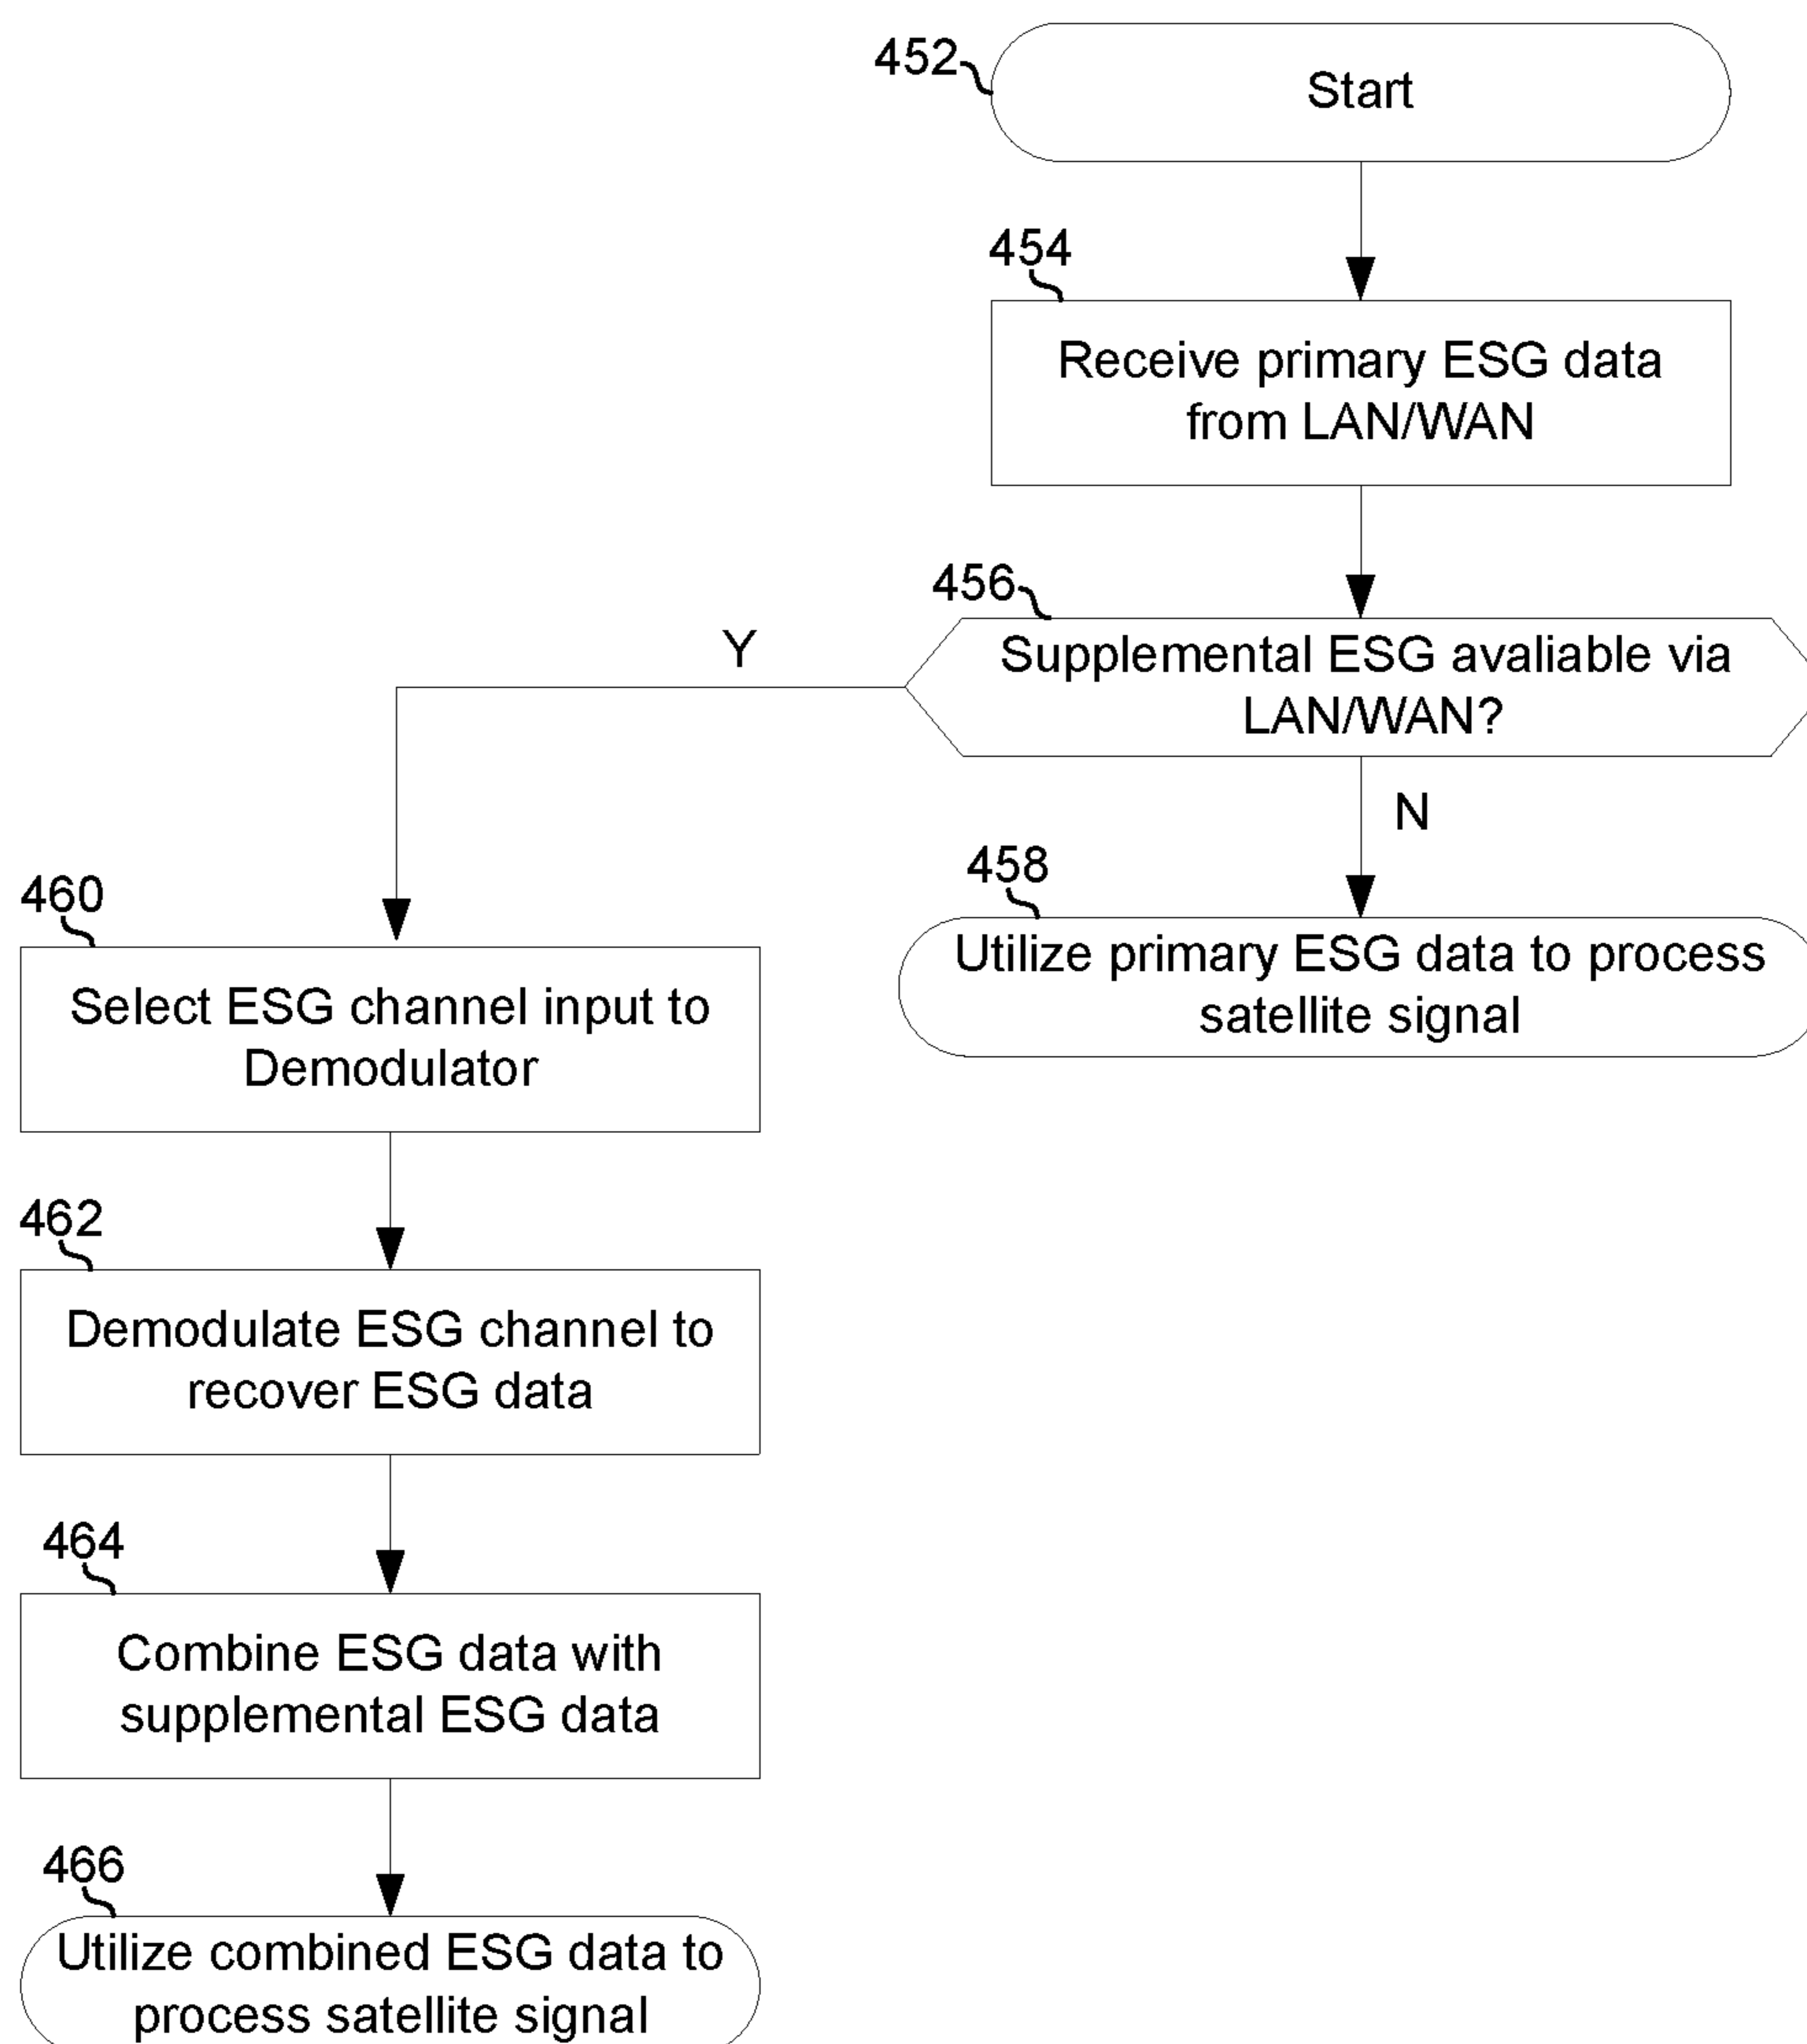 452
Start
454
Receive primary ESG data
from LAN/WAN
456
Supplemental ESG avaliable via
LAN/WAN?
Y
N
458
Utilize primary ESG data to process
satellite signal
460
Select ESG channel input to
Demodulator
462
Demodulate ESG channel to
recover ESG data
464
Combine ESG data with
supplemental ESG data
466
Utilize combined ESG data to
process satellite signal